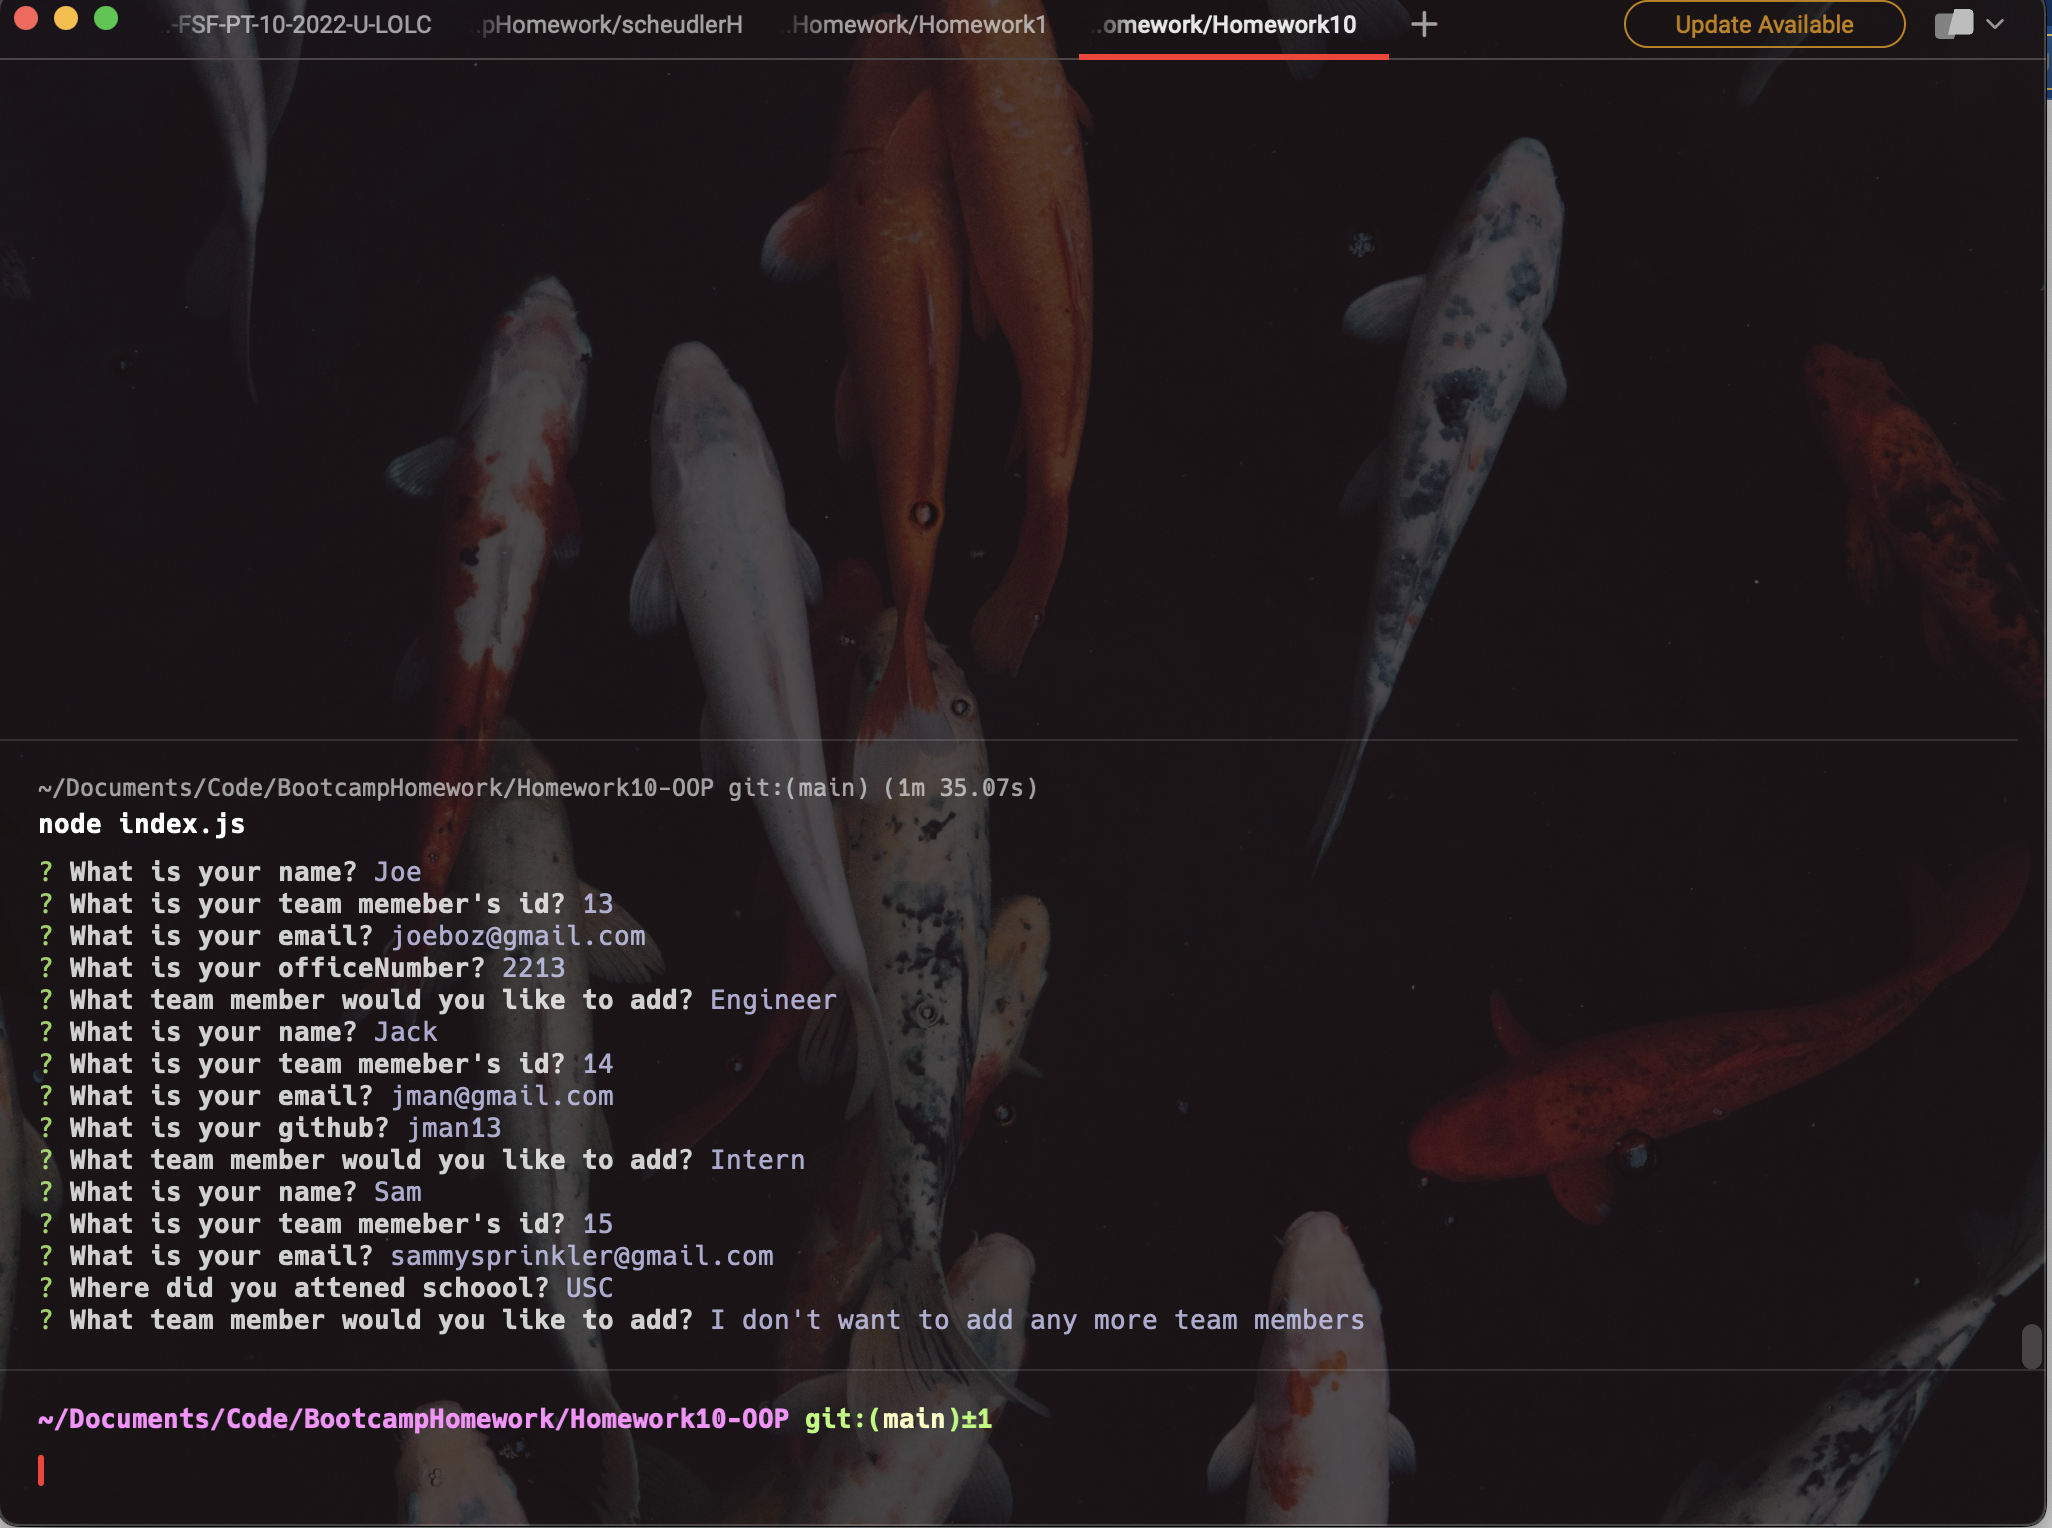 ..-FSF-PT-10-2022-U-LOLC ..pHomework/scheudlerH ..Homework/Homework1 ..omework/Homework10 + Update Available
~/Documents/Code/BootcampHomework/Homework10-OOP git:(main) (1m 35.07s)
node index.js
? What is your name? Joe
? What is your team memeber's id? 13
? What is your email? joeboz@gmail.com
? What is your officeNumber? 2213
? What team member would you like to add? Engineer
? What is your name? Jack
? What is your team memeber's id? 14
? What is your email? jman@gmail.com
? What is your github? jman13
? What team member would you like to add? Intern
? What is your name? Sam
? What is your team memeber's id? 15
? What is your email? sammysprinkler@gmail.com
? Where did you attened schoool? USC
? What team member would you like to add? I don't want to add any more team members
~/Documents/Code/BootcampHomework/Homework10-OOP git:(main)±1